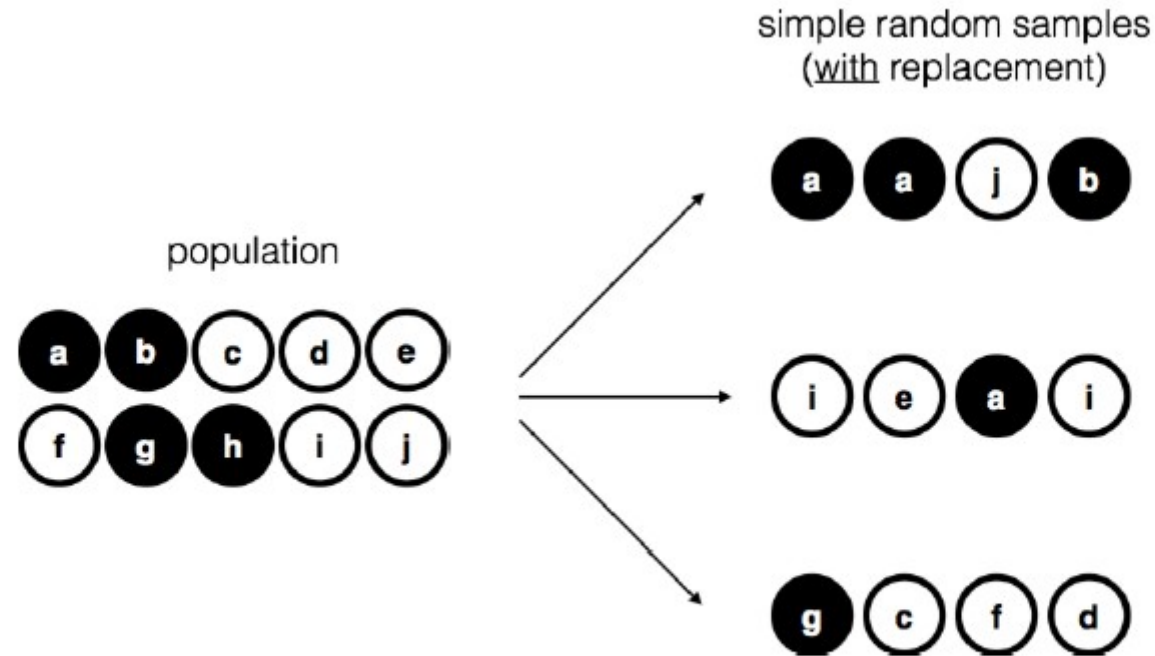 simple random samples
(with replacement)
a a j b
population
a b c d e
f g h i j
i e a i
g c f d